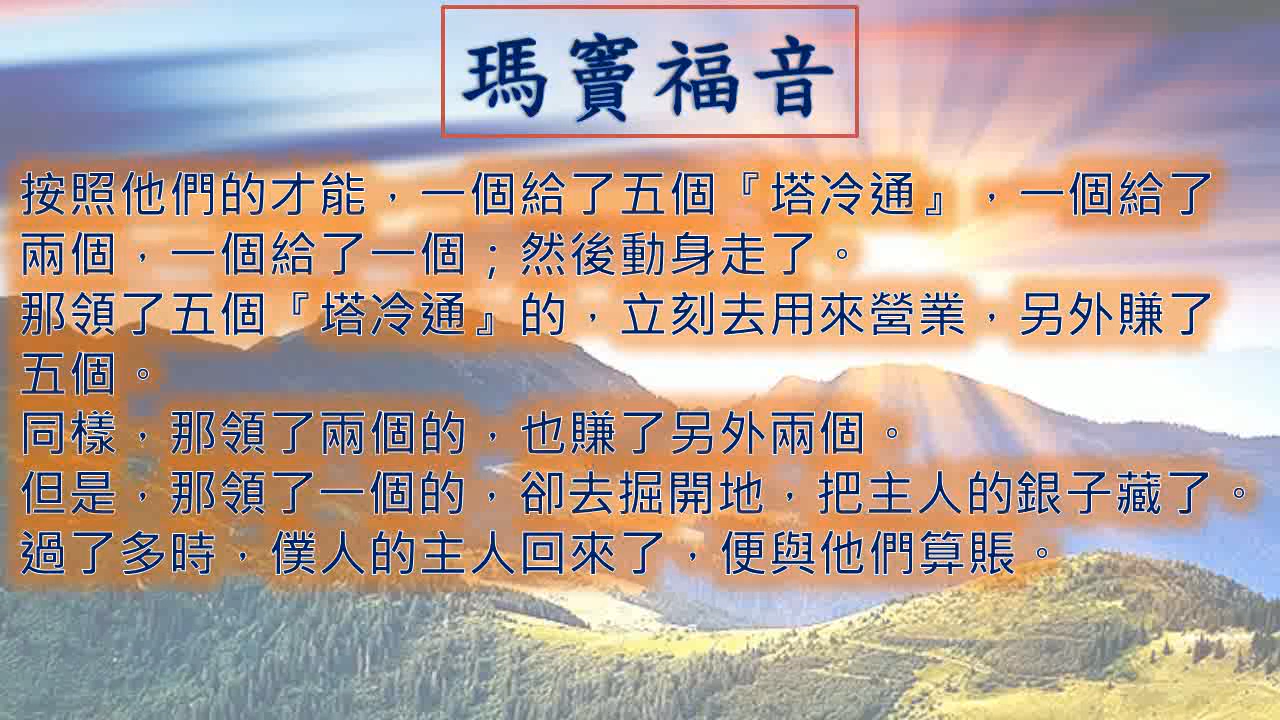 瑪竇福音
按照他們的才能，一個給了五個『塔冷通』，一個給了
兩個，一個給了一個；然後動身走了。
那領了五個『塔冷通』的，立刻去用來營業，另外賺了
五個。
同樣，那領了兩個的，也賺了另外兩個。
但是，那領了一個的，卻去掘開地，把主人的銀子藏了。
過了多時，僕人的主人回來了，便與他們算賬。